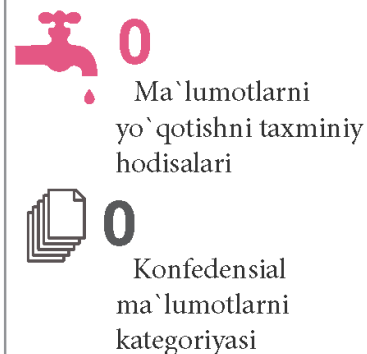 0
Ma`lumotlarni
yo`qotishni taxminiy
hodisalari
0
Konfedensial
ma`lumotlarni
kategoriyasi